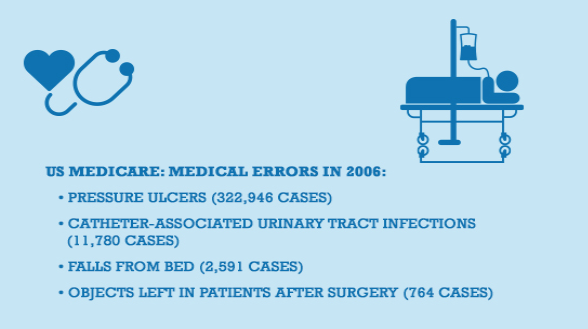 US MEDICARE: MEDICAL ERRORS IN 2006:
• PRESSURE ULCERS (322,946 CASES)
• CATHETER-ASSOCIATED URINARY TRACT INFECTIONS
(11,780 CASES)
• FALLS FROM BED (2,591 CASES)
• OBJECTS LEFT IN PATIENTS AFTER SURGERY (764 CASES)